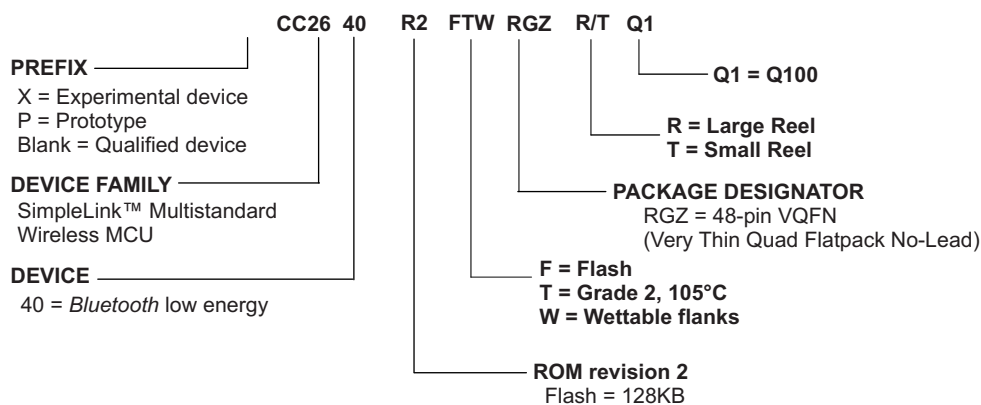 CC26 40 R2 FTW RGZ R/T Q1
PREFIX
X = Experimental device
P = Prototype
Blank = Qualified device
DEVICE FAMILY
SimpleLink™ Multistandard
Wireless MCU
DEVICE
40 = Bluetooth low energy
Q1 = Q100
R = Large Reel
T = Small Reel
PACKAGE DESIGNATOR
RGZ = 48-pin VQFN
(Very Thin Quad Flatpack No-Lead)
F = Flash
T = Grade 2, 105°C
W = Wettable flanks
ROM revision 2
Flash = 128KB